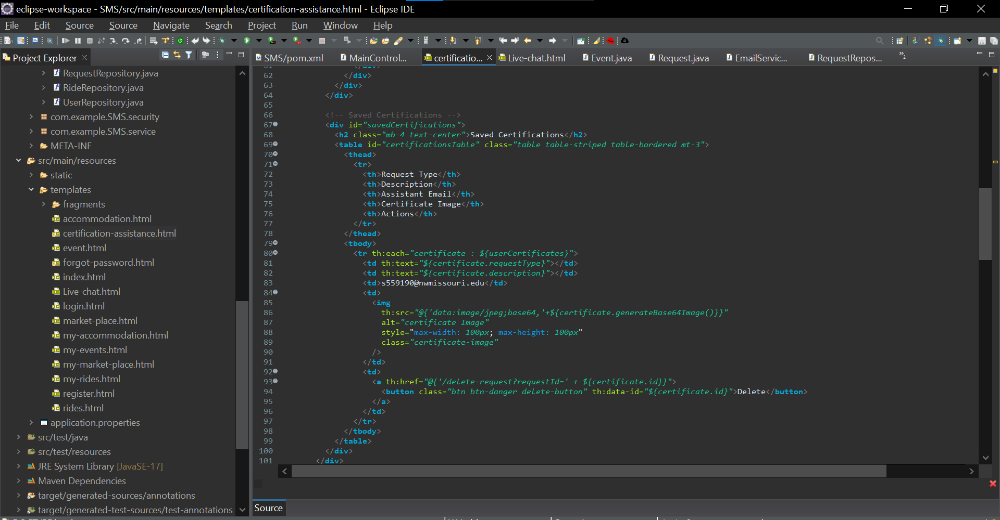 eclipse-workspace - SMS/src/main/resources/templates/certification-assistance.html - Eclipse IDE
File Edit Source Source Navigate Search Project Run Window Help
Project Explorer
SMS/pom.xml MainControl... certificatio... Live-chat.html Event.java Request.java EmailServic... RequestRepos... »2
RequestRepository.java
RideRepository.java
UserRepository.java
com.example.SMS.security
com.example.SMS.service
META-INF
src/main/resources
static
templates
fragments
accommodation.html
certification-assistance.html
event.html
forgot-password.html
index.html
Live-chat.html
login.html
market-place.html
my-accommodation.html
my-events.html
my-market-place.html
my-rides.html
register.html
rides.html
application.properties
src/test/java
src/test/resources
JRE System Library [JavaSE-17]
Maven Dependencies
target/generated-sources/annotations
target/generated-test-sources/test-annotations
61 </div>
62 </div>
63 </div>
64 </div>
65
66 <!-- Saved Certifications -->
67 <div id="savedCertifications">
68 <h2 class="mb-4 text-center">Saved Certifications</h2>
69 <table id="certificationsTable" class="table table-striped table-bordered mt-3">
70 <thead>
71 <tr>
72 <th>Request Type</th>
73 <th>Description</th>
74 <th>Assistant Email</th>
75 <th>Certificate Image</th>
76 <th>Actions</th>
77 </tr>
78 </thead>
79 <tbody>
80 <tr th:each="certificate : ${userCertificates}">
81 <td th:text="${certificate.requestType}"></td>
82 <td th:text="${certificate.description}"></td>
83 <td>s559190@nwmissouri.edu</td>
84 <td>
85 <img
86 th:src="@{'data:image/jpeg;base64,'+${certificate.generateBase64Image()}}"
87 alt="certificate Image"
88 style="max-width: 100px; max-height: 100px"
89 class="certificate-image"
90 />
91 </td>
92 <td>
93 <a th:href="@{'/delete-request?requestId=' + ${certificate.id}}">
94 <button class="btn btn-danger delete-button" th:data-id="${certificate.id}">Delete</button>
95 </a>
96 </td>
97 </tr>
98 </tbody>
99 </table>
100 </div>
101 </div>
Source